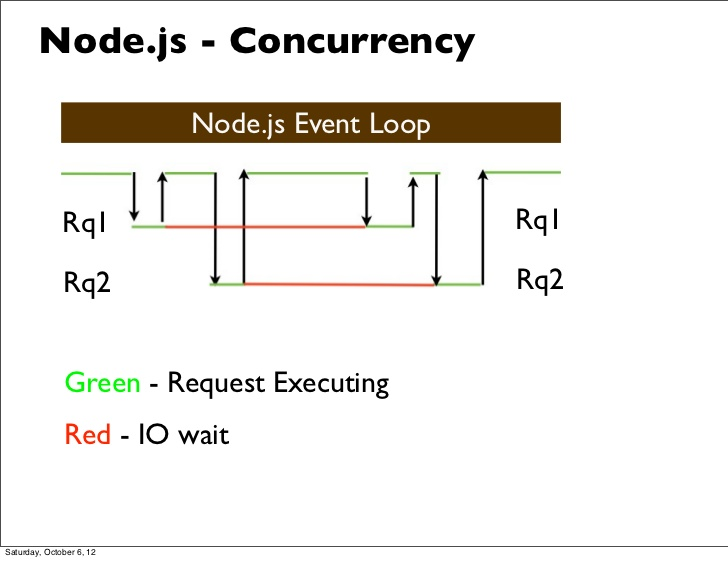 Node.js - Concurrency
Node.js Event Loop
Rq1
Rq1
Rq2
Rq2
Green - Request Executing
Red - IO wait
Saturday, October 6, 12